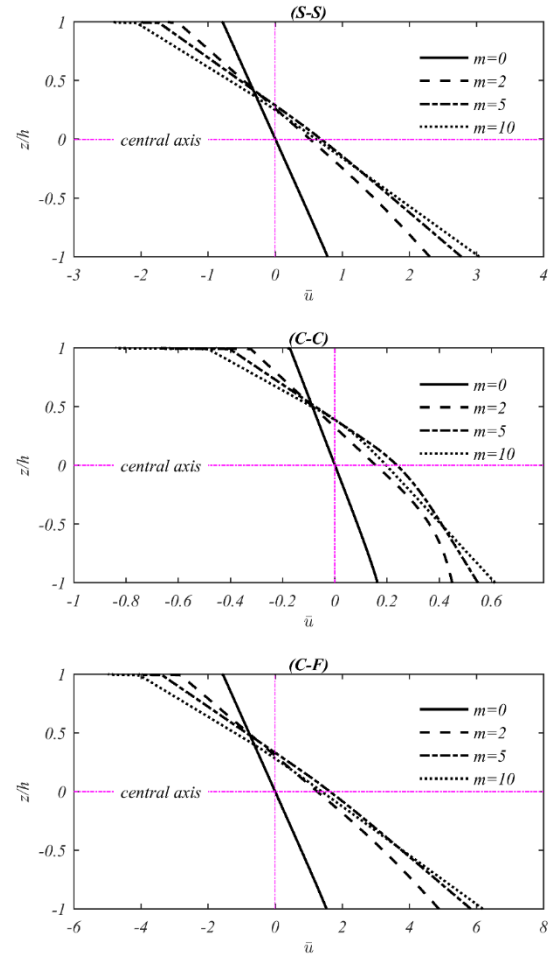 (S-S)
1
0.5
0
-0.5
-1
z/h
central axis
m=0
m=2
m=5
m=10
-3 -2 -1 0 1 2 3 4
ū
(C-C)
1
0.5
0
-0.5
-1
z/h
central axis
m=0
m=2
m=5
m=10
-1 -0.8 -0.6 -0.4 -0.2 0 0.2 0.4 0.6
ū
(C-F)
1
0.5
0
-0.5
-1
z/h
central axis
m=0
m=2
m=5
m=10
-6 -4 -2 0 2 4 6 8
ū